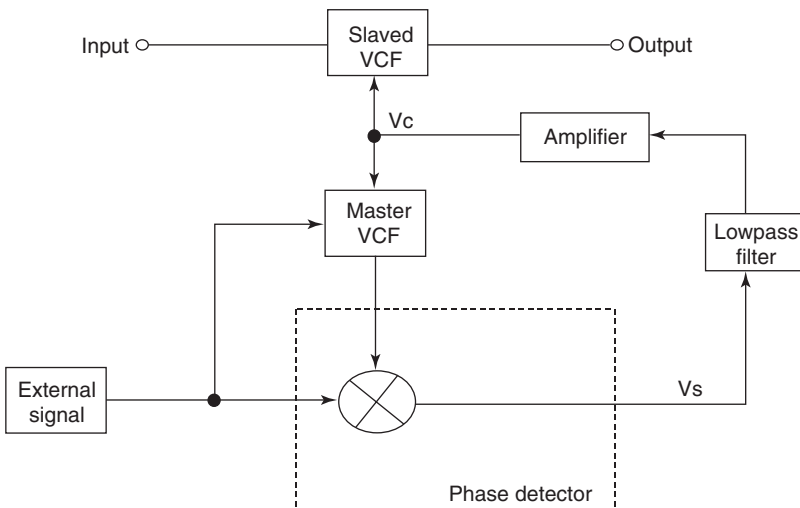 Input
Slaved
VCF
Output
Vc
Amplifier
Master
VCF
Lowpass
filter
External
signal
Vs
Phase detector